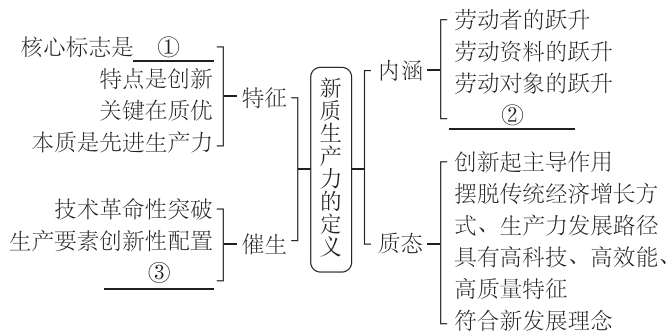 核心标志是 ①
特点是创新
关键在质优
本质是先进生产力
特征
技术革命性突破
生产要素创新性配置
③
催生
新质生产力的定义
内涵
劳动者的跃升
劳动资料的跃升
劳动对象的跃升
②
质态
创新起主导作用
摆脱传统经济增长方
式、生产力发展路径
具有高科技、高效能、
高质量特征
符合新发展理念